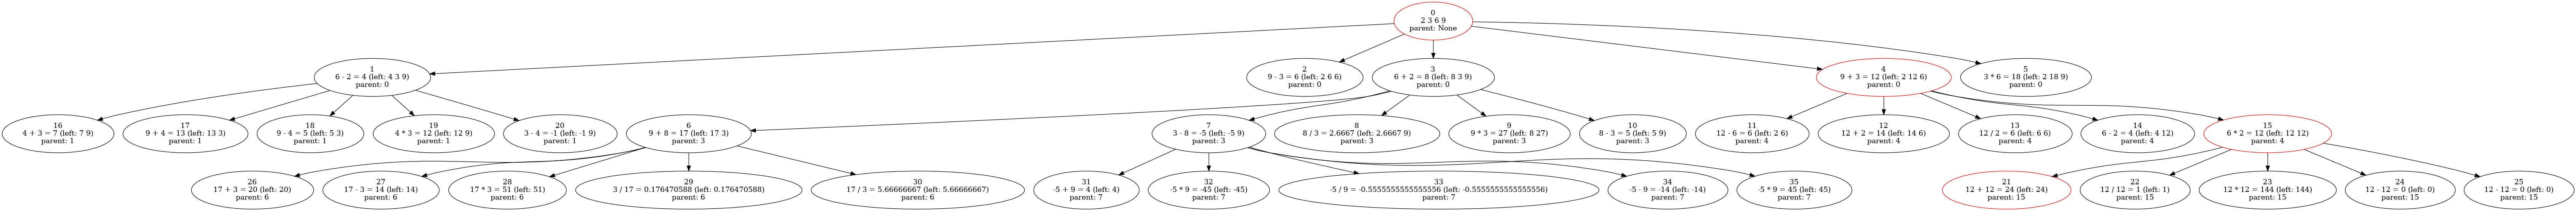 0
2 3 6 9
parent: None
1
6 - 2 = 4 (left: 4 3 9)
parent: 0
2
9 - 3 = 6 (left: 2 6 6)
parent: 0
3
6 + 2 = 8 (left: 8 3 9)
parent: 0
4
9 + 3 = 12 (left: 2 12 6)
parent: 0
5
3 * 6 = 18 (left: 2 18 9)
parent: 0
16
4 + 3 = 7 (left: 7 9)
parent: 1
17
9 + 4 = 13 (left: 13 3)
parent: 1
18
9 - 4 = 5 (left: 5 3)
parent: 1
19
4 * 3 = 12 (left: 12 9)
parent: 1
20
3 - 4 = -1 (left: -1 9)
parent: 1
6
9 + 8 = 17 (left: 17 3)
parent: 3
7
3 - 8 = -5 (left: -5 9)
parent: 3
8
8 / 3 = 2.6667 (left: 2.6667 9)
parent: 3
9
9 * 3 = 27 (left: 8 27)
parent: 3
10
8 - 3 = 5 (left: 5 9)
parent: 3
11
12 - 6 = 6 (left: 2 6)
parent: 4
12
12 + 2 = 14 (left: 14 6)
parent: 4
13
12 / 2 = 6 (left: 6 6)
parent: 4
14
6 - 2 = 4 (left: 4 12)
parent: 4
15
6 * 2 = 12 (left: 12 12)
parent: 4
26
17 + 3 = 20 (left: 20)
parent: 6
27
17 - 3 = 14 (left: 14)
parent: 6
28
17 * 3 = 51 (left: 51)
parent: 6
29
3 / 17 = 0.176470588 (left: 0.176470588)
parent: 6
30
17 / 3 = 5.66666667 (left: 5.66666667)
parent: 6
31
-5 + 9 = 4 (left: 4)
parent: 7
32
-5 * 9 = -45 (left: -45)
parent: 7
33
-5 / 9 = -0.5555555555555556 (left: -0.5555555555555556)
parent: 7
34
-5 - 9 = -14 (left: -14)
parent: 7
35
-5 * 9 = 45 (left: 45)
parent: 7
21
12 + 12 = 24 (left: 24)
parent: 15
22
12 / 12 = 1 (left: 1)
parent: 15
23
12 * 12 = 144 (left: 144)
parent: 15
24
12 - 12 = 0 (left: 0)
parent: 15
25
12 - 12 = 0 (left: 0)
parent: 15